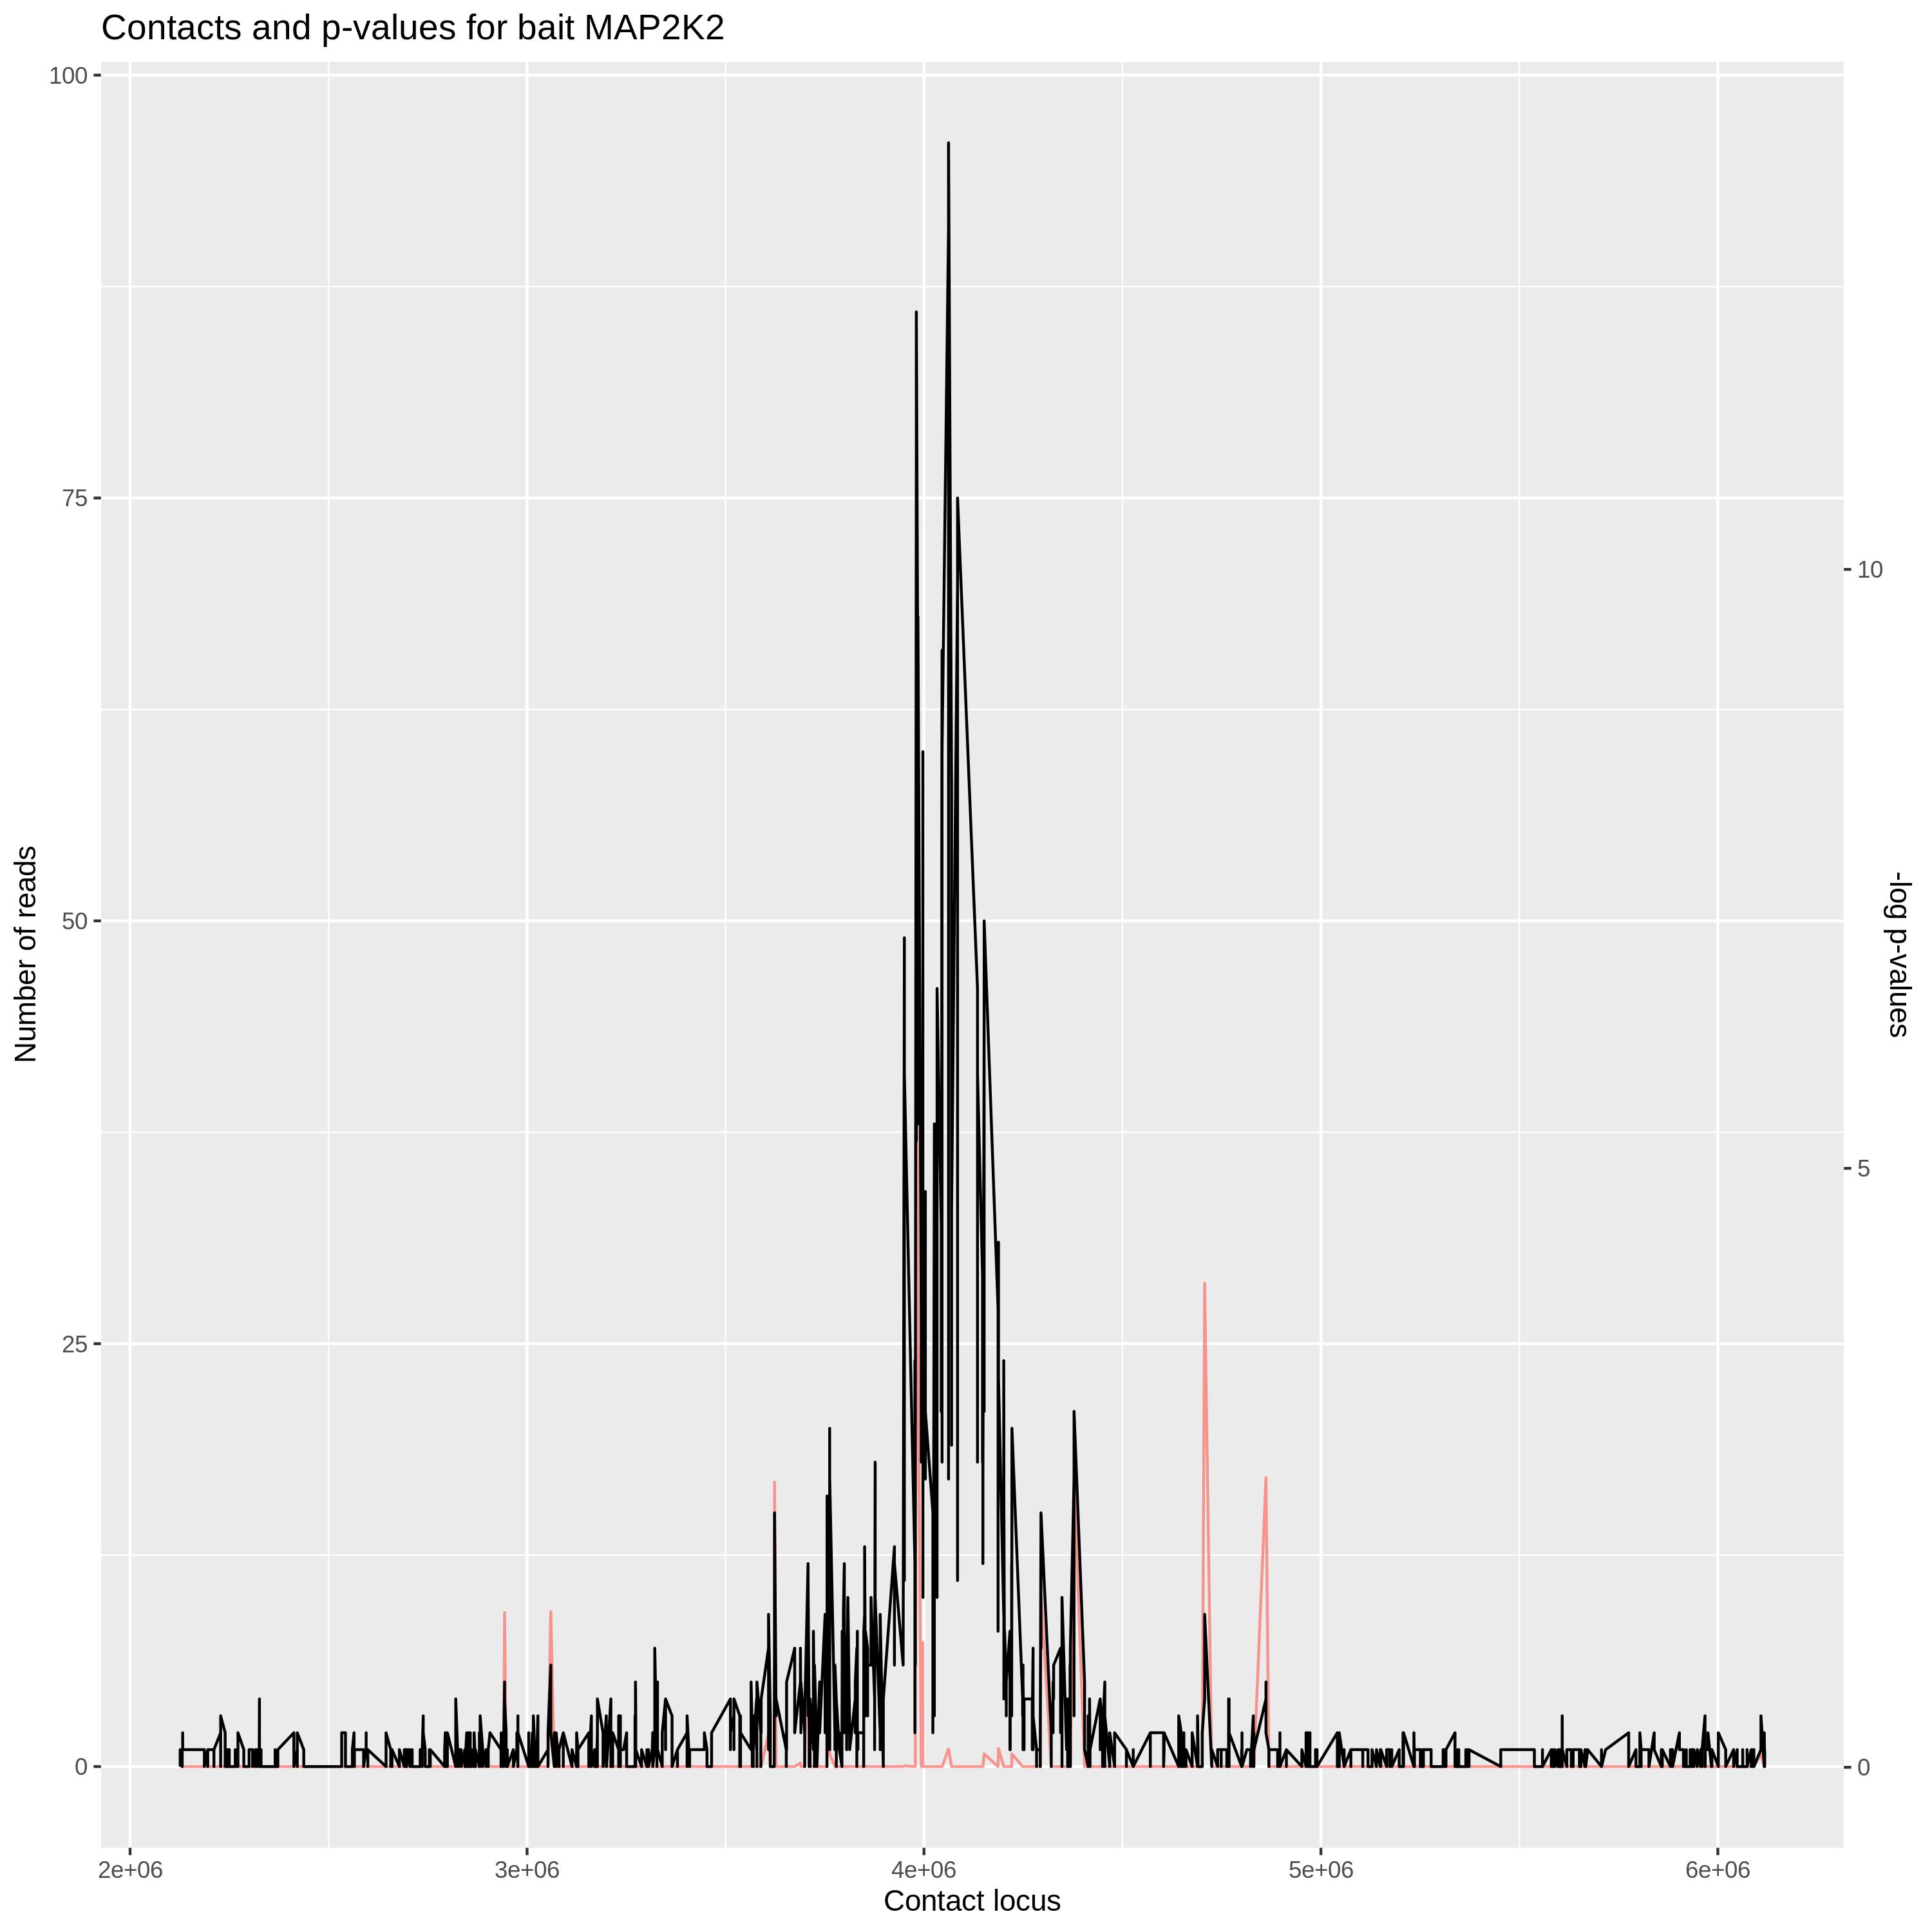 Contacts and p-values for bait MAP2K2
100
75
50
25
0
Number of reads
10
5
0
-log p-values
2e+06
3e+06
4e+06
5e+06
6e+06
Contact locus